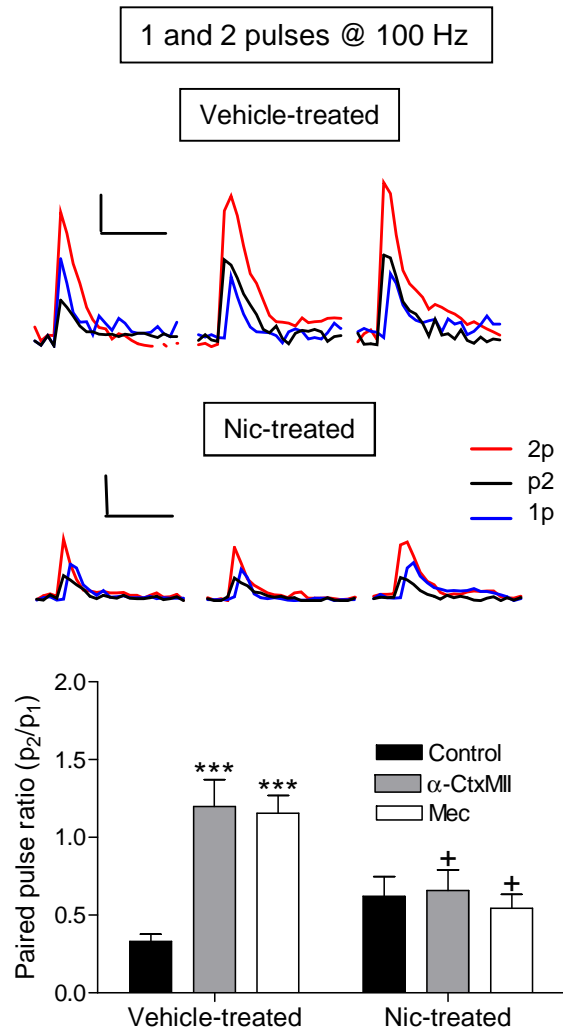 1 and 2 pulses @ 100 Hz
Vehicle-treated
Nic-treated
2p
p2
1p
Paired pulse ratio (p2/p1)
2.0
1.5
1.0
0.5
0.0
***
***
+
+
Control
α-CtxMII
Mec
Vehicle-treated
Nic-treated